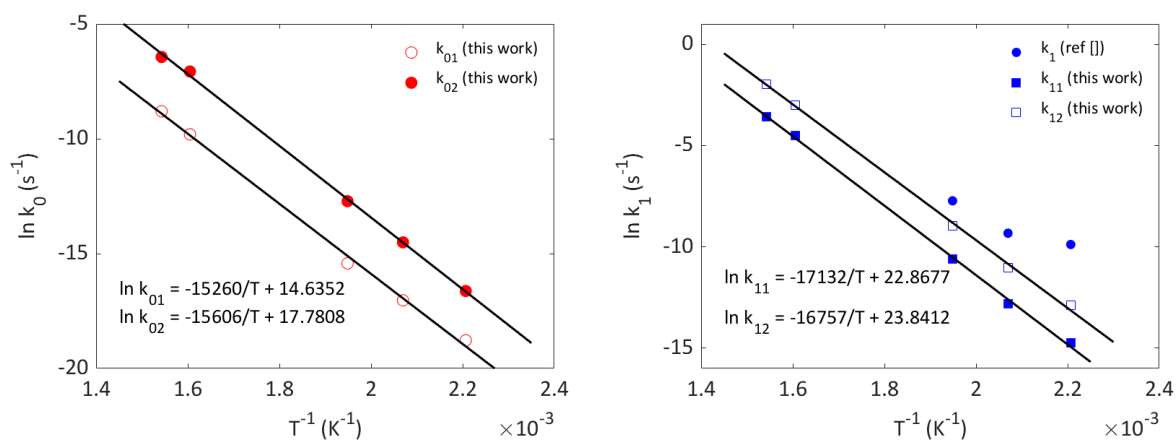 -5
-10
-15
-20
ln k0 (s-1)
k01 (this work)
k02 (this work)
ln k01 = -15260/T + 14.6352
ln k02 = -15606/T + 17.7808
1.4 1.6 1.8 2 2.2 2.4
T-1 (K-1) ×10-3
0
-5
-10
-15
ln k1 (s-1)
k1 (ref [])
k11 (this work)
k12 (this work)
ln k11 = -17132/T + 22.8677
ln k12 = -16757/T + 23.8412
1.4 1.6 1.8 2 2.2 2.4
T-1 (K-1) ×10-3